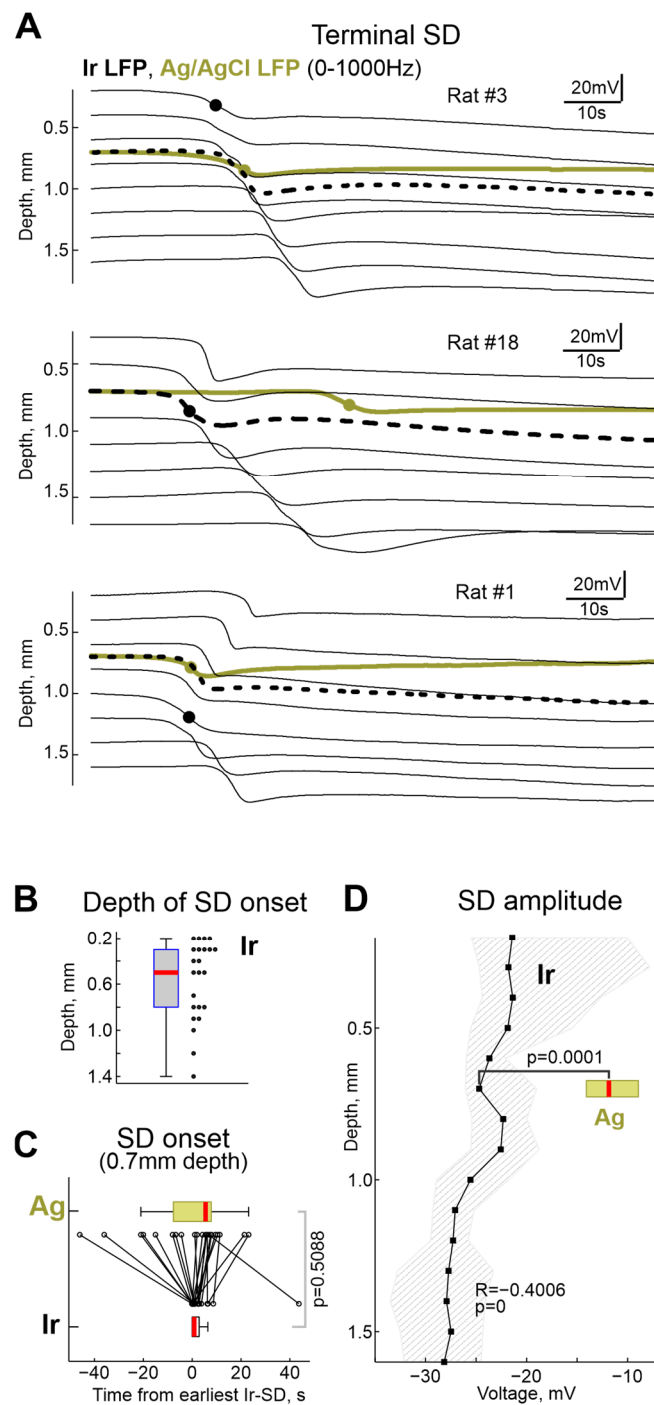 A
Terminal SD
Ir LFP, Ag/AgCl LFP (0-1000Hz)
Rat #3
20mV
10s
0.5
1.0
1.5
Depth, mm
Rat #18
20mV
10s
0.5
1.0
1.5
Depth, mm
Rat #1
20mV
10s
0.5
1.0
1.5
Depth, mm
B
Depth of SD onset
Ir
0.2
0.6
1.0
1.4
Depth, mm
C
SD onset
(0.7mm depth)
Ag
Ir
p=0.5088
−40 −20 0 20 40
Time from earliest Ir-SD, s
D
SD amplitude
Ir
p=0.0001
Ag
0.5
1.0
1.5
Depth, mm
R=−0.4006
p=0
−30 −20 −10
Voltage, mV